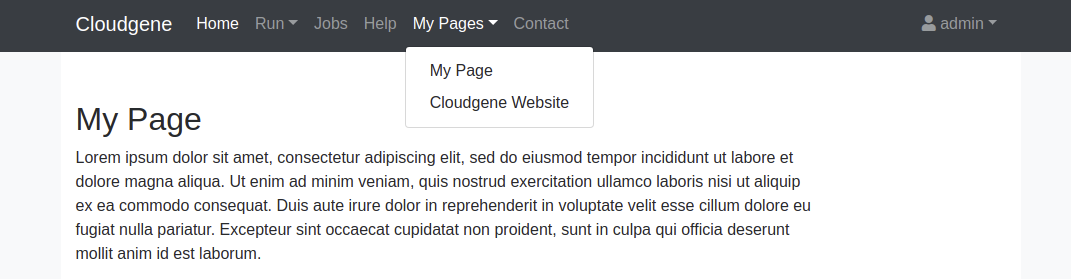 Cloudgene Home Run Jobs Help My Pages Contact admin
My Page
Cloudgene Website
My Page
Lorem ipsum dolor sit amet, consectetur adipiscing elit, sed do eiusmod tempor incididunt ut labore et
dolore magna aliqua. Ut enim ad minim veniam, quis nostrud exercitation ullamco laboris nisi ut aliquip
ex ea commodo consequat. Duis aute irure dolor in reprehenderit in voluptate velit esse cillum dolore eu
fugiat nulla pariatur. Excepteur sint occaecat cupidatat non proident, sunt in culpa qui officia deserunt
mollit anim id est laborum.